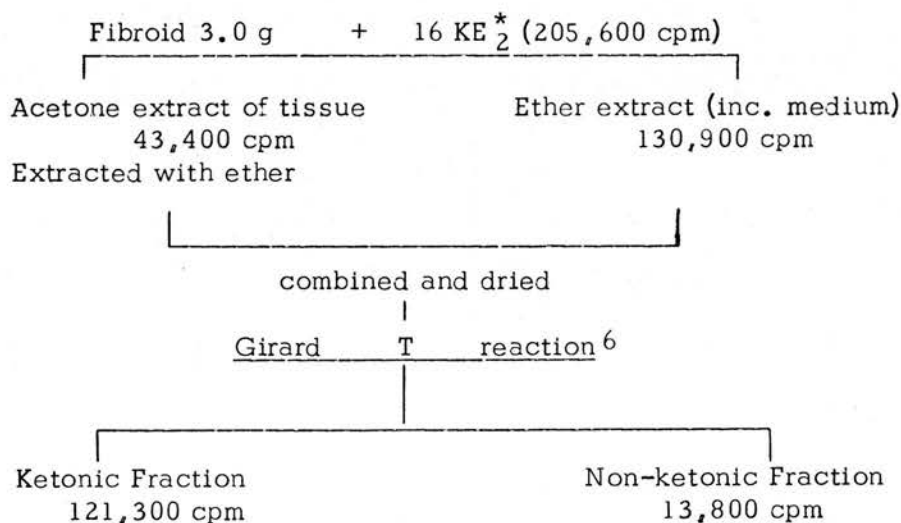 Fibroid 3.0 g + 16 KE*2 (205,600 cpm)
Acetone extract of tissue Ether extract (inc. medium)
43,400 cpm 130,900 cpm
Extracted with ether
combined and dried
Girard T reaction 6
Ketonic Fraction Non-ketonic Fraction
121,300 cpm 13,800 cpm